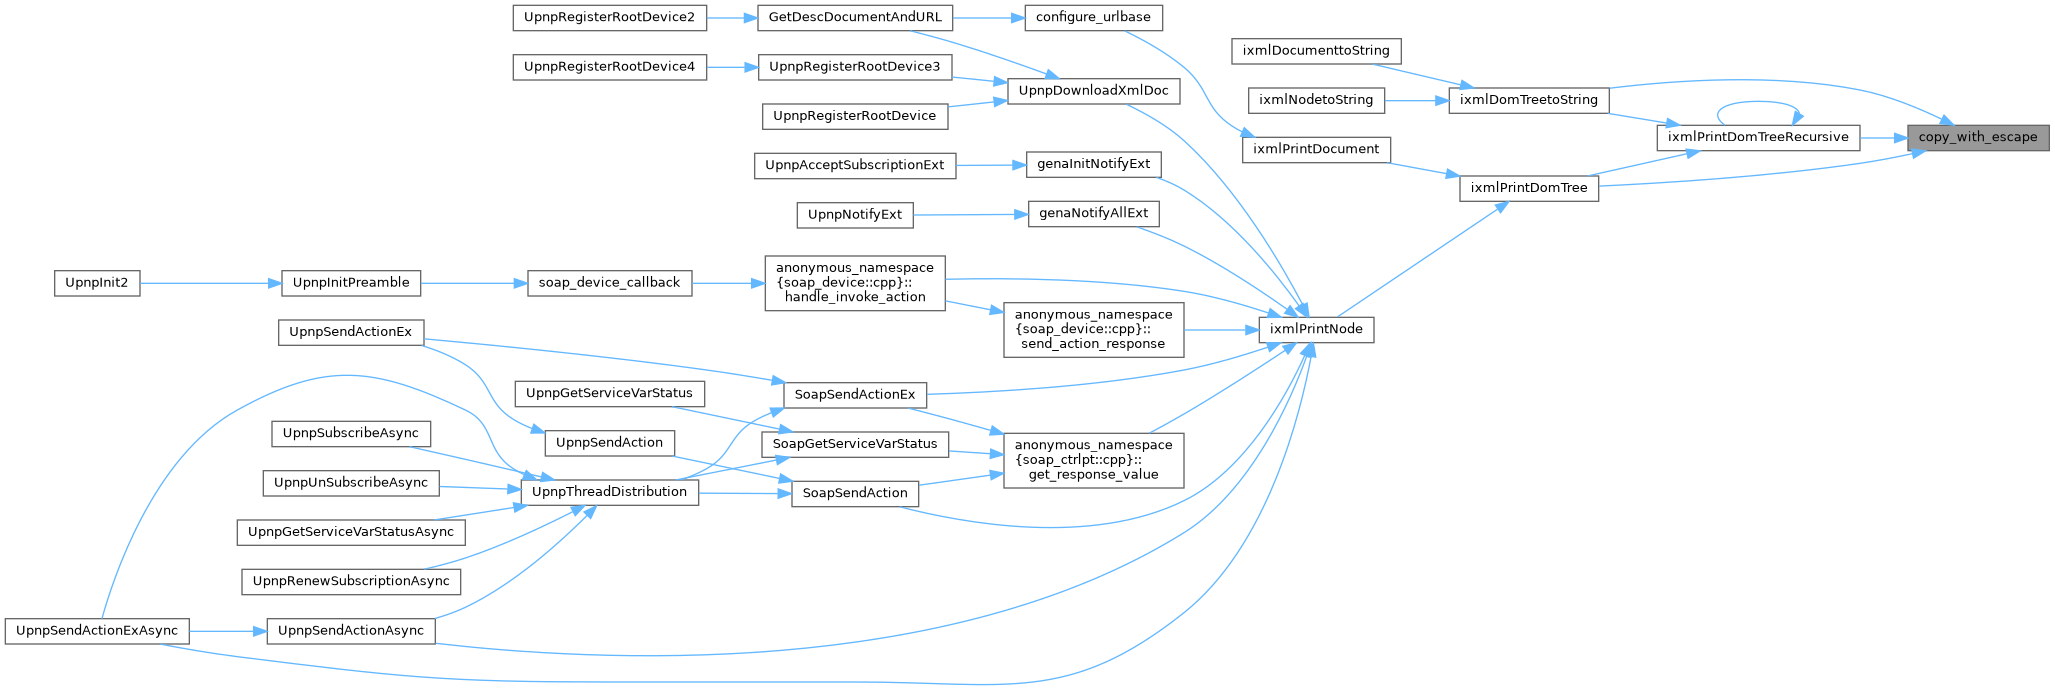 UpnpRegisterRootDevice2
GetDescDocumentAndURL
configure_urlbase
ixmlDocumenttoString
UpnpRegisterRootDevice4
UpnpRegisterRootDevice3
UpnpDownloadXmlDoc
ixmlNodetoString
ixmlDomTreetoString
UpnpRegisterRootDevice
ixmlPrintDomTreeRecursive
copy_with_escape
ixmlPrintDocument
UpnpAcceptSubscriptionExt
genaInitNotifyExt
ixmlPrintDomTree
UpnpNotifyExt
genaNotifyAllExt
UpnpInit2
UpnpInitPreamble
soap_device_callback
anonymous_namespace
{soap_device::cpp}::
handle_invoke_action
anonymous_namespace
{soap_device::cpp}::
send_action_response
ixmlPrintNode
UpnpSendActionEx
UpnpGetServiceVarStatus
SoapSendActionEx
UpnpSubscribeAsync
UpnpSendAction
SoapGetServiceVarStatus
anonymous_namespace
{soap_ctrlpt::cpp}::
get_response_value
UpnpUnSubscribeAsync
UpnpThreadDistribution
SoapSendAction
UpnpGetServiceVarStatusAsync
UpnpRenewSubscriptionAsync
UpnpSendActionExAsync
UpnpSendActionAsync